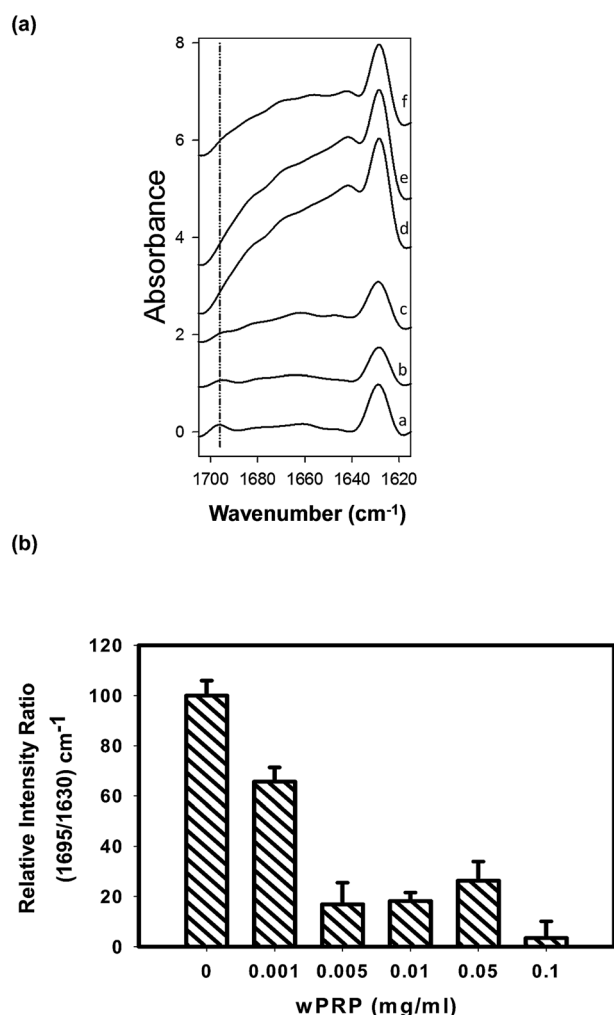 (a)
8
6
4
2
0
Absorbance
f
e
d
c
b
a
1700 1680 1660 1640 1620
Wavenumber (cm-1)
(b)
120
100
80
60
40
20
0
Relative Intensity Ratio
(1695/1630) cm-1
0 0.001 0.005 0.01 0.05 0.1
wPRP (mg/ml)